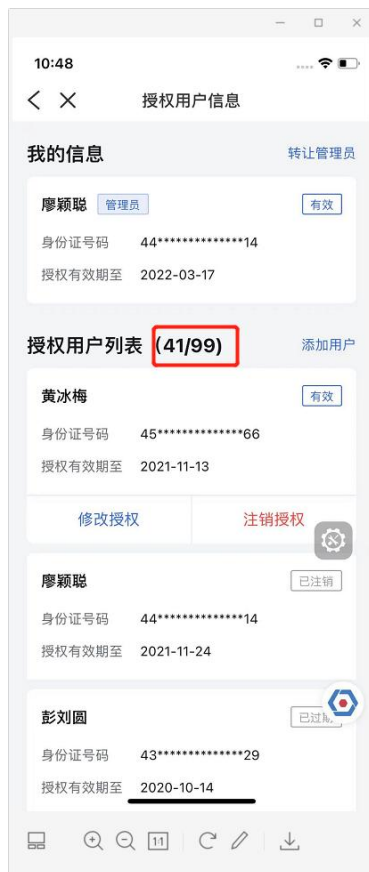 10:48
授权用户信息
我的信息 转让管理员
廖颖聪 管理员 有效
身份证号码 44**************14
授权有效期至 2022-03-17
授权用户列表 (41/99) 添加用户
黄冰梅 有效
身份证号码 45**************66
授权有效期至 2021-11-13
修改授权 注销授权
廖颖聪 已注销
身份证号码 44**************14
授权有效期至 2021-11-24
彭刘圆 已过
身份证号码 43**************29
授权有效期至 2020-10-14
1:1